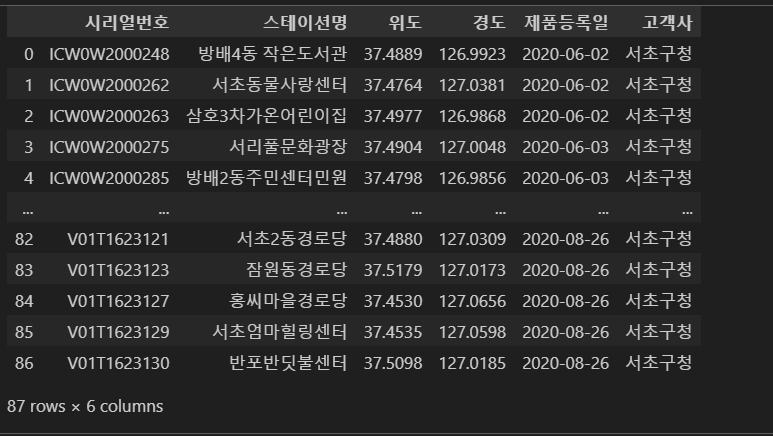 시리얼번호 스테이션명 위도 경도 제품등록일 고객사
0 ICW0W2000248 방배4동 작은도서관 37.4889 126.9923 2020-06-02 서초구청
1 ICW0W2000262 서초동물사랑센터 37.4764 127.0381 2020-06-02 서초구청
2 ICW0W2000263 삼호3차가온어린이집 37.4977 126.9868 2020-06-02 서초구청
3 ICW0W2000275 서리풀문화광장 37.4904 127.0048 2020-06-03 서초구청
4 ICW0W2000285 방배2동주민센터민원 37.4798 126.9856 2020-06-03 서초구청
... ... ... ... ... ... ...
82 V01T1623121 서초2동경로당 37.4880 127.0309 2020-08-26 서초구청
83 V01T1623123 잠원동경로당 37.5179 127.0173 2020-08-26 서초구청
84 V01T1623127 홍씨마을경로당 37.4530 127.0656 2020-08-26 서초구청
85 V01T1623129 서초엄마힐링센터 37.4535 127.0598 2020-08-26 서초구청
86 V01T1623130 반포반딧불센터 37.5098 127.0185 2020-08-26 서초구청
87 rows × 6 columns